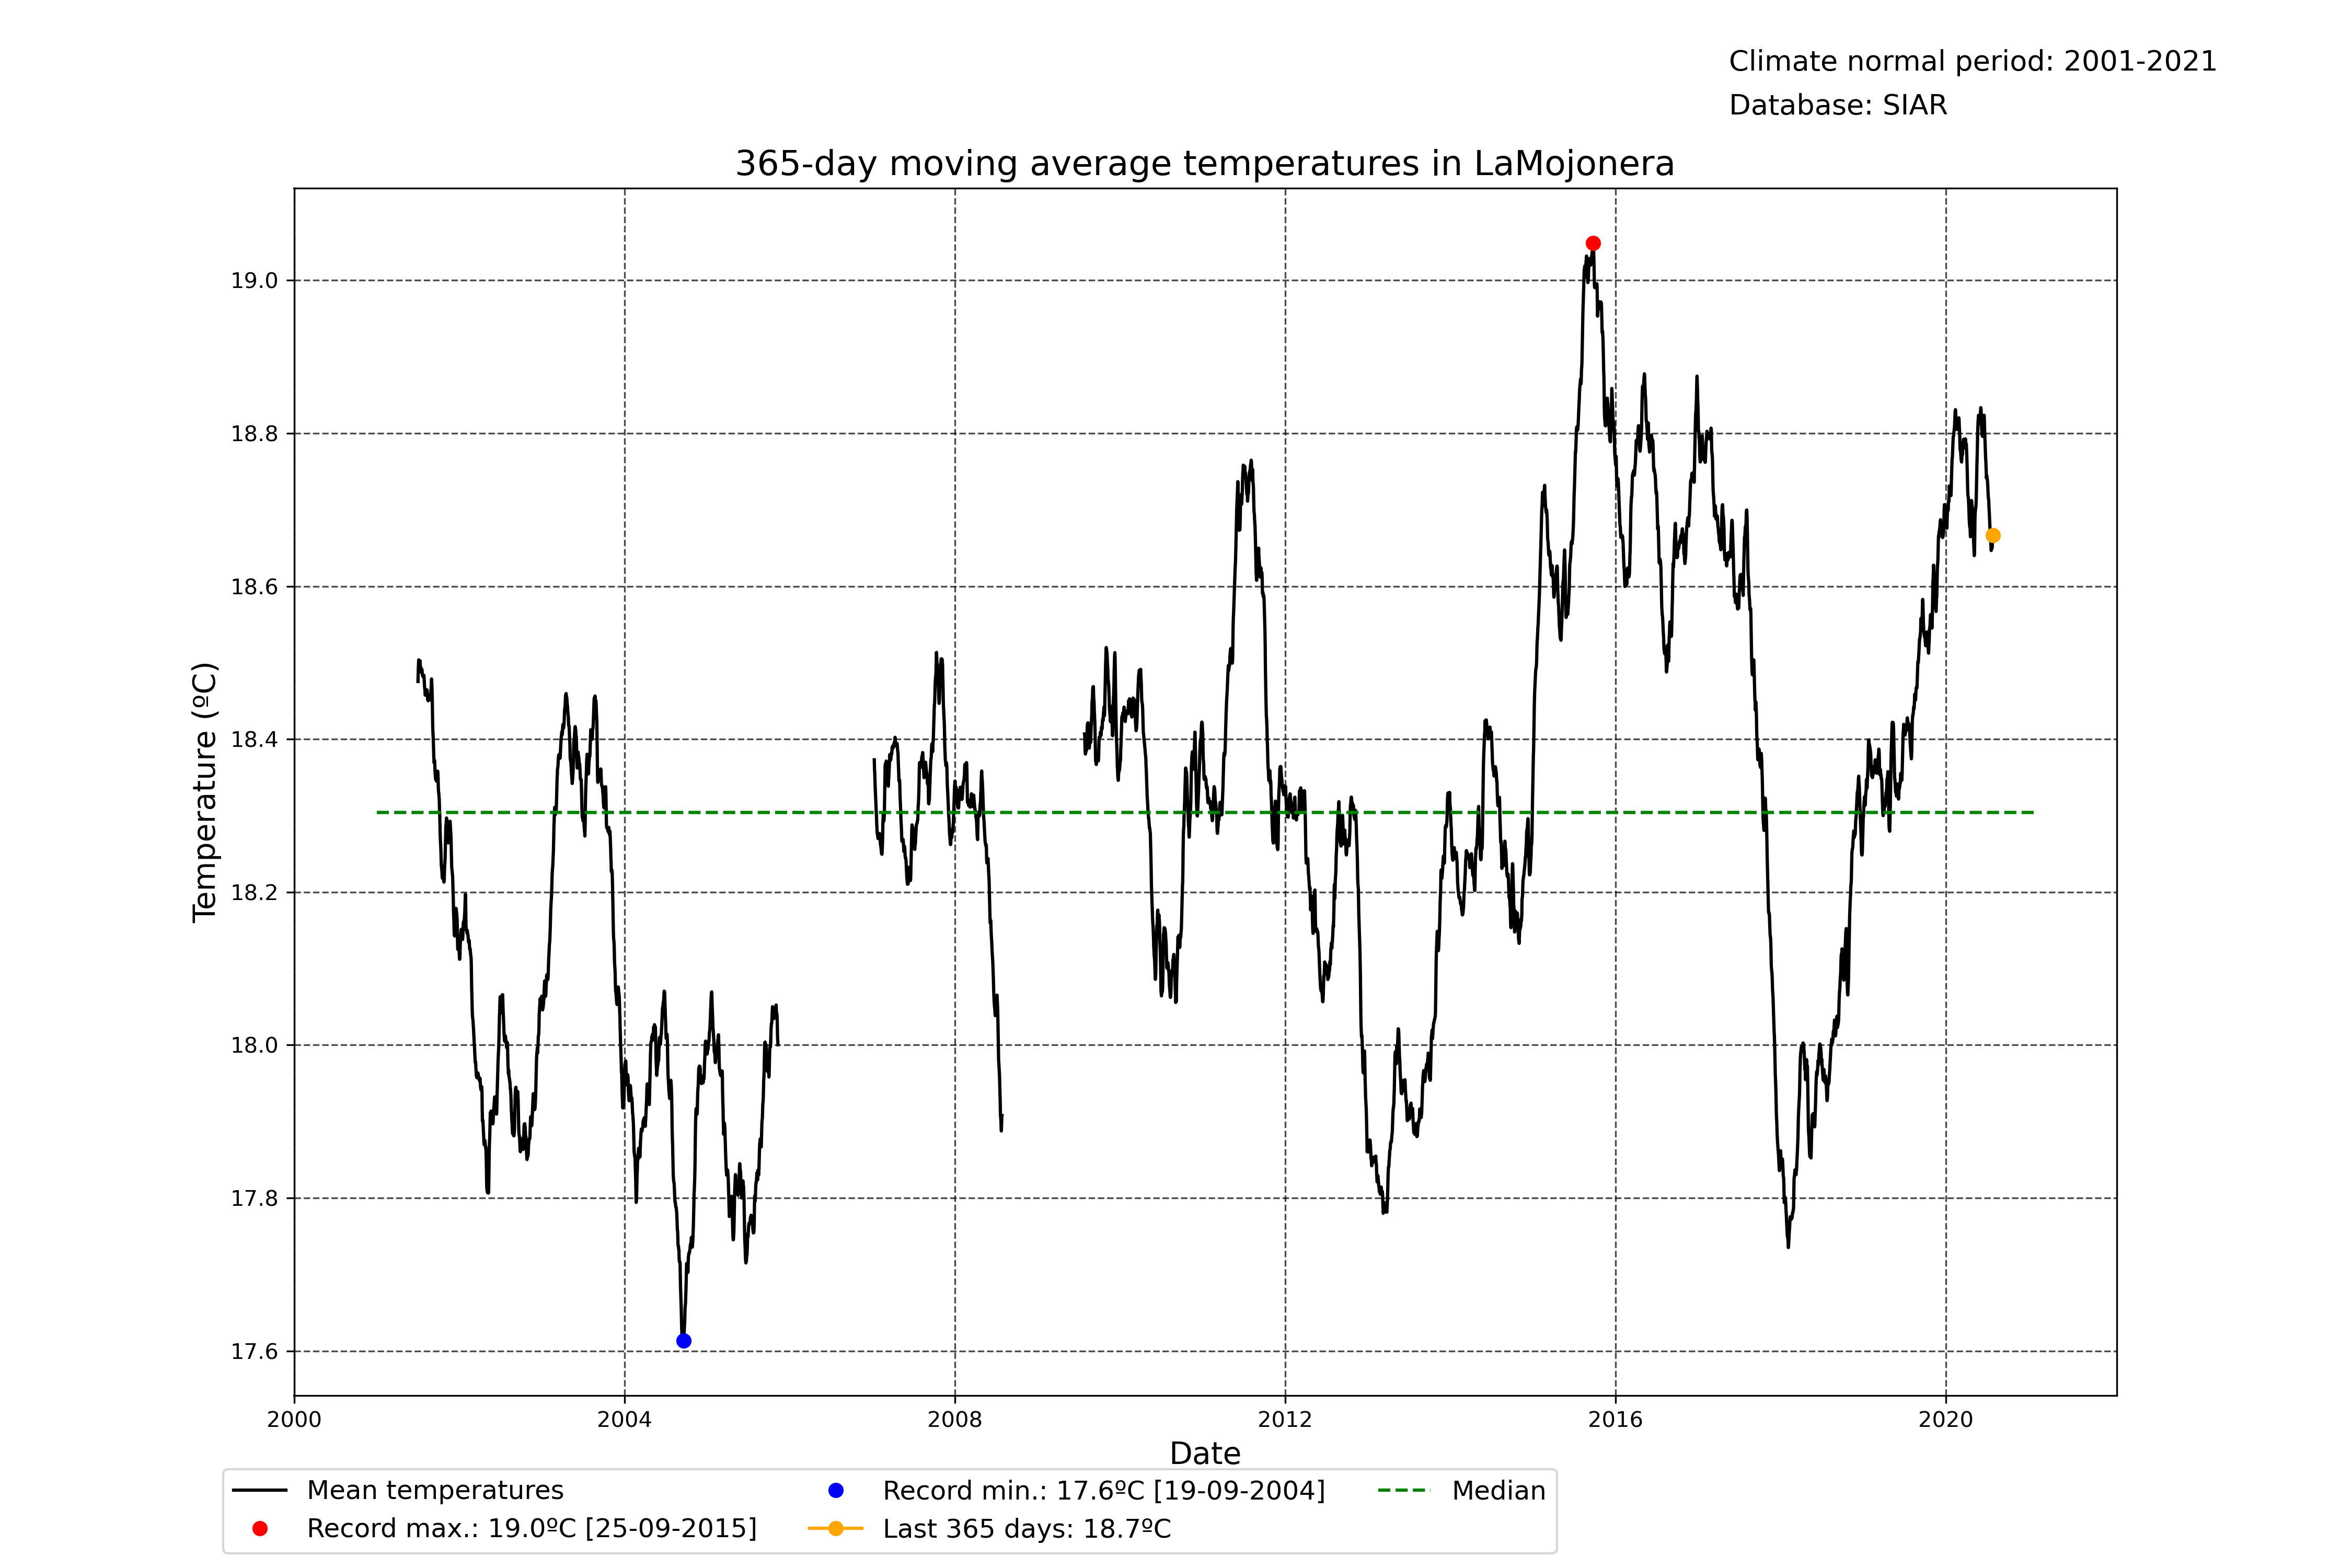 Climate normal period: 2001-2021
Database: SIAR
365-day moving average temperatures in LaMojonera
19.0
18.8
18.6
18.4
18.2
18.0
17.8
17.6
Temperature (ºC)
2000 2004 2008 2012 2016 2020
Date
Mean temperatures
Record max.: 19.0ºC [25-09-2015]
Record min.: 17.6ºC [19-09-2004]
Last 365 days: 18.7ºC
Median